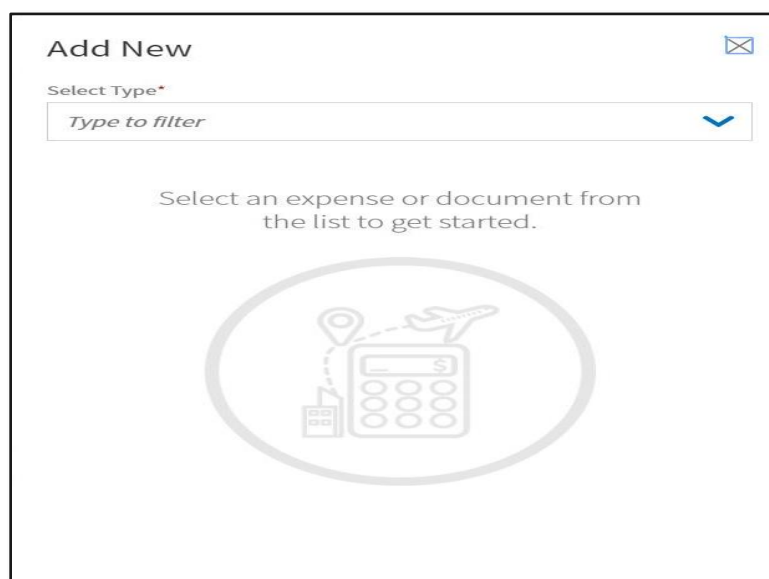 Add New
Select Type*
Type to filter
Select an expense or document from
the list to get started.
$